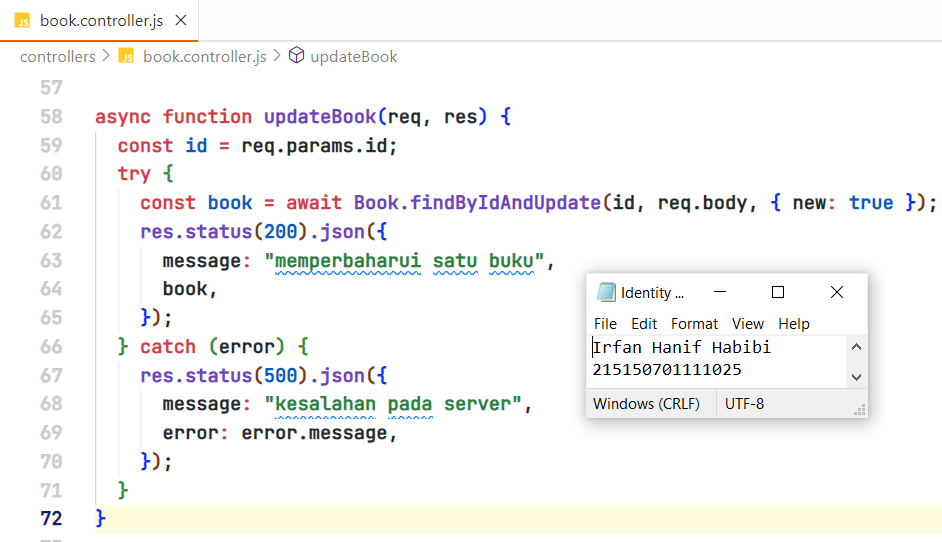 book.controller.js
controllers > book.controller.js > updateBook
57
58 async function updateBook(req, res) {
59 const id = req.params.id;
60 try {
61 const book = await Book.findByIdAndUpdate(id, req.body, { new: true });
62 res.status(200).json({
63 message: "memperbaharui satu buku",
64 book,
65 });
66 } catch (error) {
67 res.status(500).json({
68 message: "kesalahan pada server",
69 error: error.message,
70 });
71 }
72 }
Identity ...
File Edit Format View Help
Irfan Hanif Habibi
215150701111025
Windows (CRLF) UTF-8